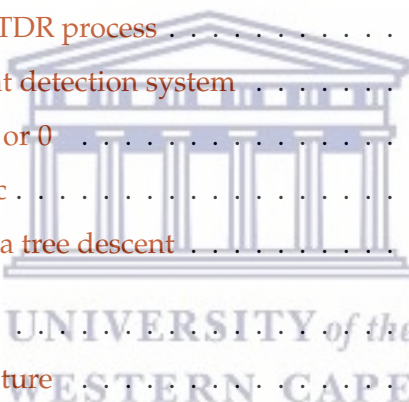 TDR process . . . . . . . . . . . .
t detection system . . . . . . .
or 0 . . . . . . . . . . . . . . . .
c . . . . . . . . . . . . . . . . . .
a tree descent . . . . . . . . . .
. . . . . . . . . . . . . . . . . .
UNIVERSITY of the
ture . . . . . . . . . . . . . . . .
WESTERN CAPE